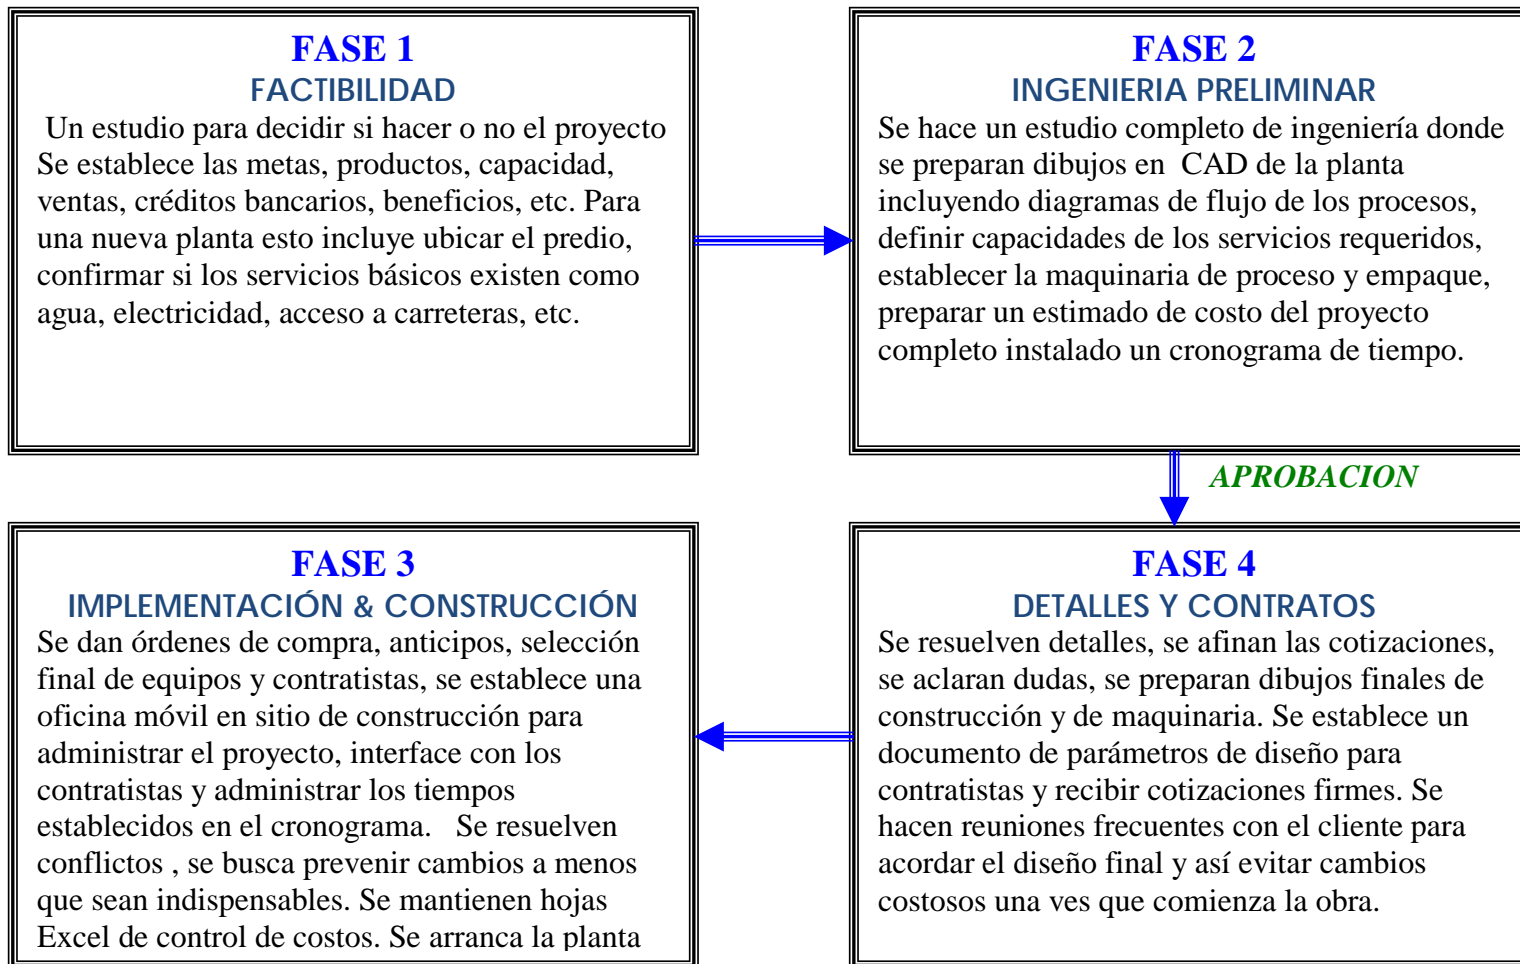 FASE 1
FACTIBILIDAD
Un estudio para decidir si hacer o no el proyecto
Se establece las metas, productos, capacidad,
ventas, créditos bancarios, beneficios, etc. Para
una nueva planta esto incluye ubicar el predio,
confirmar si los servicios básicos existen como
agua, electricidad, acceso a carreteras, etc.
FASE 2
INGENIERIA PRELIMINAR
Se hace un estudio completo de ingeniería donde
se preparan dibujos en CAD de la planta
incluyendo diagramas de flujo de los procesos,
definir capacidades de los servicios requeridos,
establecer la maquinaria de proceso y empaque,
preparar un estimado de costo del proyecto
completo instalado un cronograma de tiempo.
APROBACION
FASE 3
IMPLEMENTACIÓN & CONSTRUCCIÓN
Se dan órdenes de compra, anticipos, selección
final de equipos y contratistas, se establece una
oficina móvil en sitio de construcción para
administrar el proyecto, interface con los
contratistas y administrar los tiempos
establecidos en el cronograma. Se resuelven
conflictos , se busca prevenir cambios a menos
que sean indispensables. Se mantienen hojas
Excel de control de costos. Se arranca la planta
FASE 4
DETALLES Y CONTRATOS
Se resuelven detalles, se afinan las cotizaciones,
se aclaran dudas, se preparan dibujos finales de
construcción y de maquinaria. Se establece un
documento de parámetros de diseño para
contratistas y recibir cotizaciones firmes. Se
hacen reuniones frecuentes con el cliente para
acordar el diseño final y así evitar cambios
costosos una ves que comienza la obra.